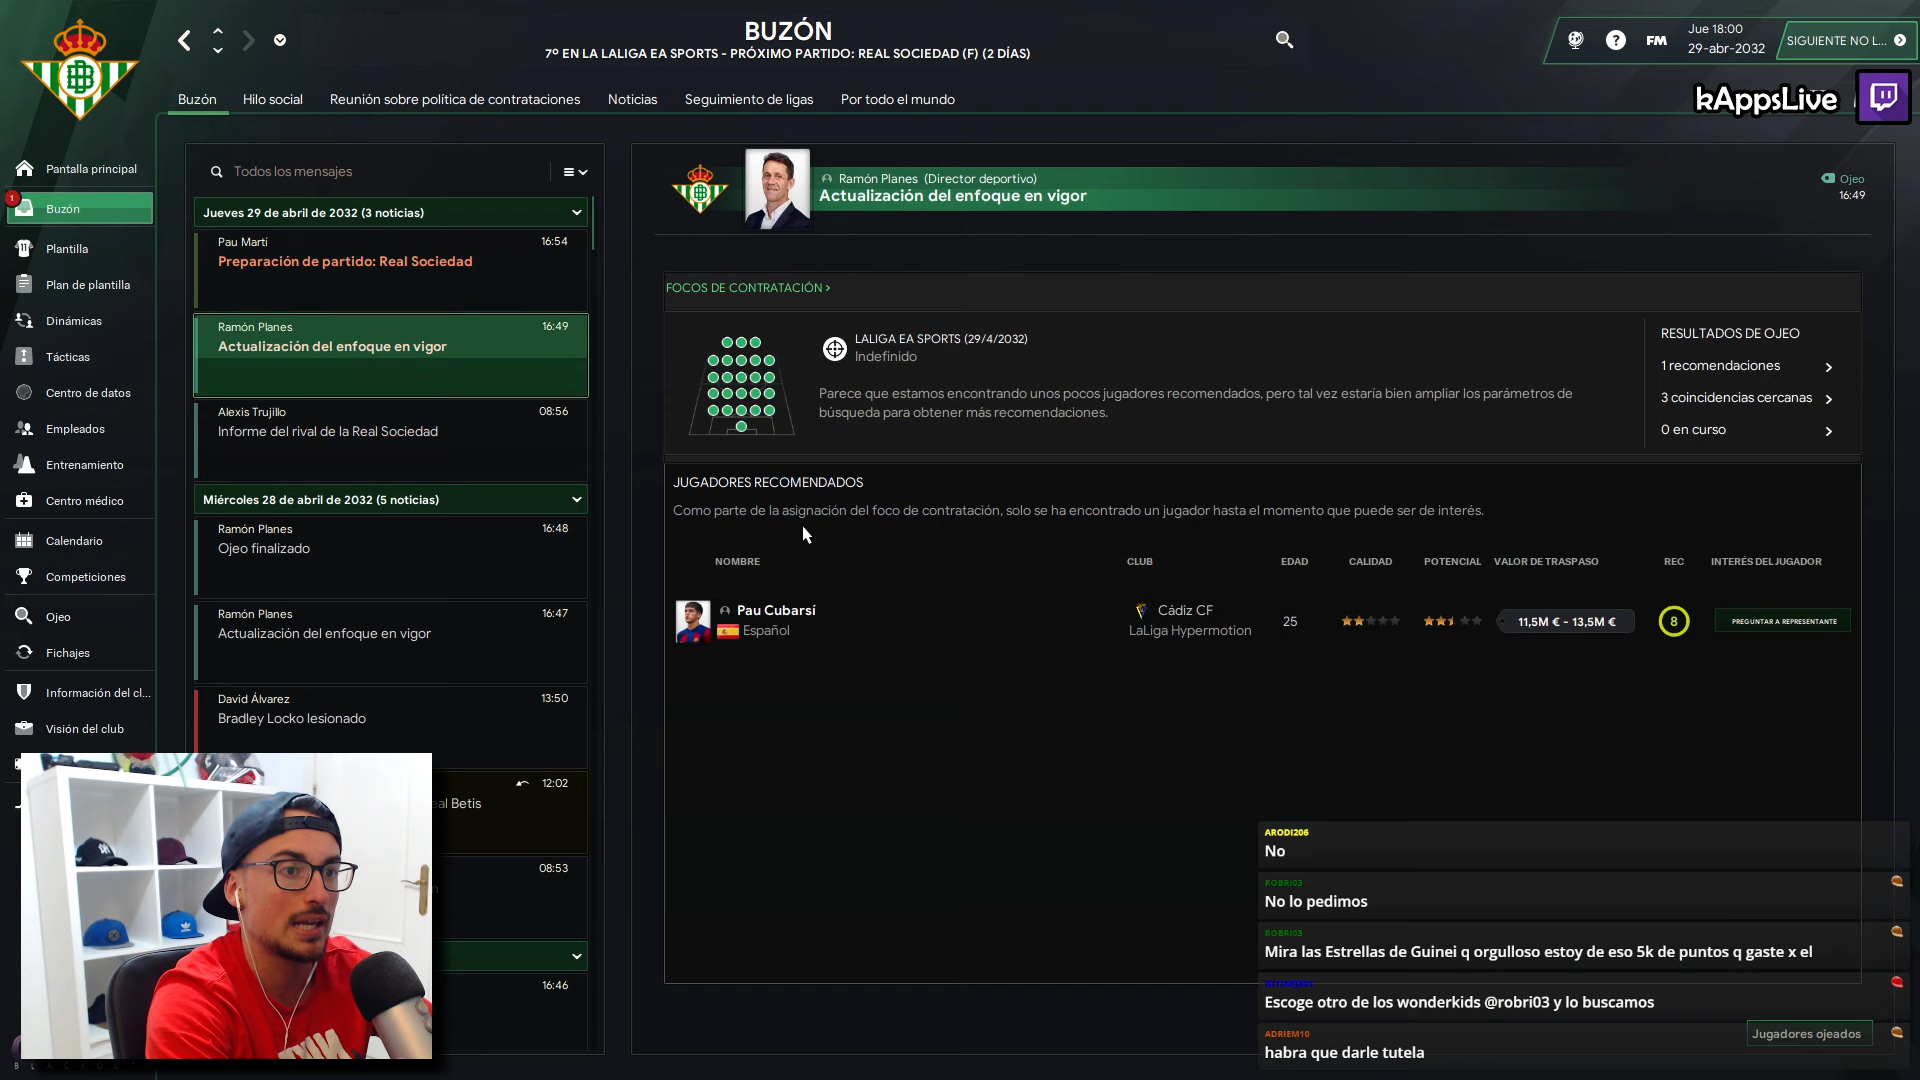 BUZÓN
7º EN LA LALIGA EA SPORTS - PRÓXIMO PARTIDO: REAL SOCIEDAD (F) (2 DÍAS)
FM
Jue 18:00
29-abr-2032
SIGUIENTE NO L...
kAppsLive
Buzón
Hilo social
Reunión sobre política de contrataciones
Noticias
Seguimiento de ligas
Por todo el mundo
Pantalla principal
1
Buzón
Plantilla
Plan de plantilla
Dinámicas
Tácticas
Centro de datos
Empleados
Entrenamiento
Centro médico
Calendario
Competiciones
Ojeo
Fichajes
Información del cl...
Visión del club
Todos los mensajes
Jueves 29 de abril de 2032 (3 noticias)
Pau Martí 16:54
Preparación de partido: Real Sociedad
Ramón Planes 16:49
Actualización del enfoque en vigor
Alexis Trujillo 08:56
Informe del rival de la Real Sociedad
Miércoles 28 de abril de 2032 (5 noticias)
Ramón Planes 16:48
Ojeo finalizado
Ramón Planes 16:47
Actualización del enfoque en vigor
David Álvarez 13:50
Bradley Locko lesionado
12:02
eal Betis
08:53
16:46
Ramón Planes (Director deportivo)
Actualización del enfoque en vigor
Ojeo
16:49
FOCOS DE CONTRATACIÓN >
LALIGA EA SPORTS (29/4/2032)
Indefinido
Parece que estamos encontrando unos pocos jugadores recomendados, pero tal vez estaría bien ampliar los parámetros de
búsqueda para obtener más recomendaciones.
RESULTADOS DE OJEO
1 recomendaciones
3 coincidencias cercanas
0 en curso
JUGADORES RECOMENDADOS
Como parte de la asignación del foco de contratación, solo se ha encontrado un jugador hasta el momento que puede ser de interés.
NOMBRE CLUB EDAD CALIDAD POTENCIAL VALOR DE TRASPASO REC INTERÉS DEL JUGADOR
Pau Cubarsí
Español
Cádiz CF
LaLiga Hypermotion
25
11,5M € - 13,5M €
8
PREGUNTAR A REPRESENTANTE
ARODI206
No
ROBRI03
No lo pedimos
ROBRI03
Mira las Estrellas de Guinei q orgulloso estoy de eso 5k de puntos q gaste x el
Escoge otro de los wonderkids @robri03 y lo buscamos
ADRIEM10
habra que darle tutela
Jugadores ojeados